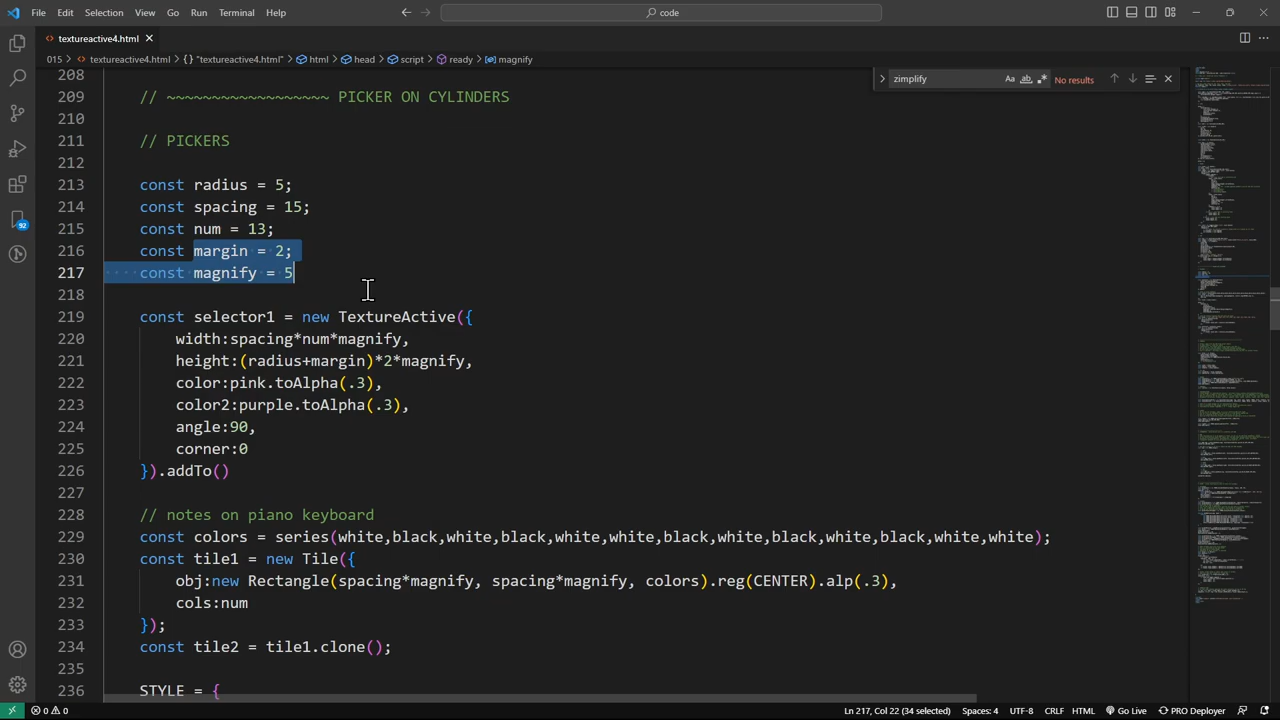 File Edit Selection View Go Run Terminal Help
code
textureactive4.html
015 > textureactive4.html > "textureactive4.html" > html > head > script > ready > magnify
zimplify Aa ab No results
208
209 // ~~~~~~~~~~~~~~~~~~ PICKER ON CYLINDER
210
211 // PICKERS
212
213 const radius = 5;
214 const spacing = 15;
215 const num = 13;
216 const margin = 2;
217 const magnify = 5
218
219 const selector1 = new TextureActive({
220 width:spacing*num*magnify,
221 height:(radius+margin)*2*magnify,
222 color:pink.toAlpha(.3),
223 color2:purple.toAlpha(.3),
224 angle:90,
225 corner:0
226 }).addTo()
227
228 // notes on piano keyboard
229 const colors = series(white,black,white,black,white,white,black,white,black,white,black,white,white);
230 const tile1 = new Tile({
231 obj:new Rectangle(spacing*magnify, spacing*magnify, colors).reg(CENTER).alp(.3),
232 cols:num
233 });
234 const tile2 = tile1.clone();
235
236 STYLE = {
92
0 0 Ln 217, Col 22 (34 selected) Spaces: 4 UTF-8 CRLF HTML Go Live PRO Deployer